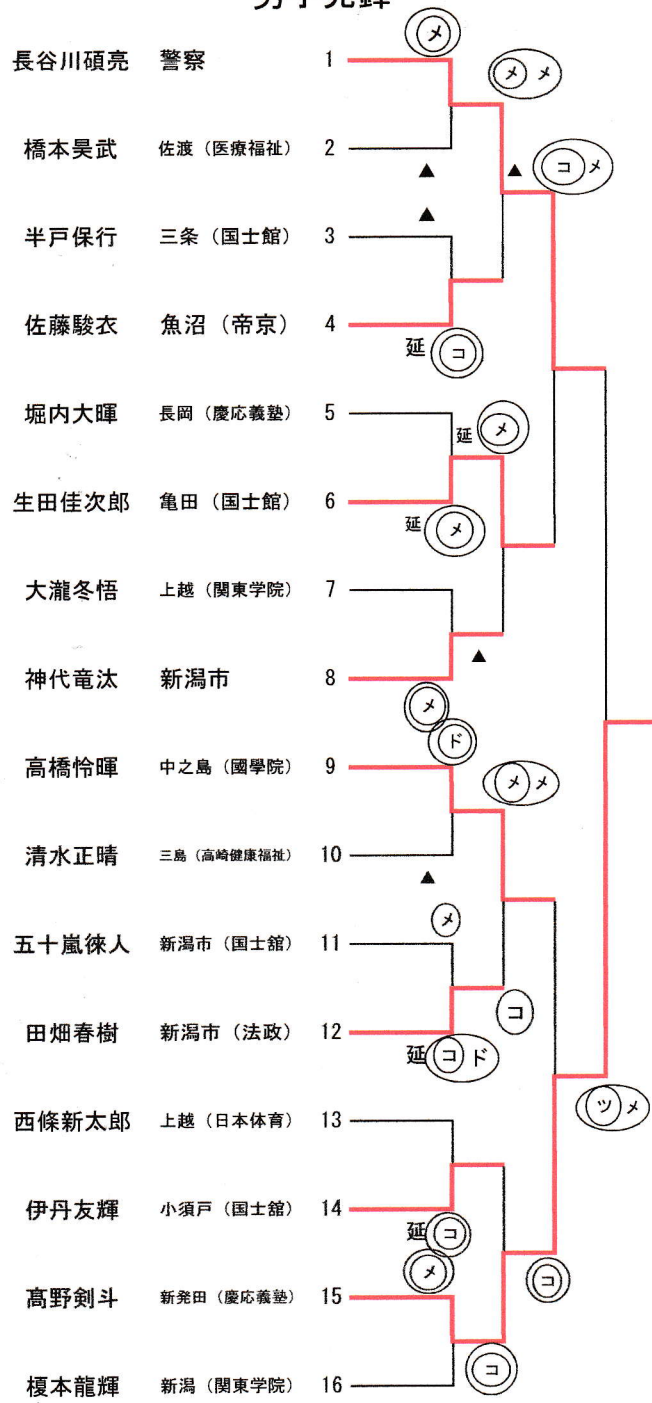 男子先鋒
メ
長谷川碩亮 警察 1
メ メ
橋本昊武 佐渡（医療福祉） 2
▲ ▲ コ メ
▲
半戸保行 三条（国士舘） 3
佐藤駿衣 魚沼（帝京） 4
延 コ
堀内大暉 長岡（慶応義塾） 5
延 メ
生田佳次郎 亀田（国士館） 6
延 メ
大瀧冬悟 上越（関東学院） 7
▲
神代竜汰 新潟市 8
メ
ド
高橋怜暉 中之島（國學院） 9
メ メ
清水正晴 三島（高崎健康福祉） 10
▲
メ
五十嵐徠人 新潟市（国士舘） 11
コ
田畑春樹 新潟市（法政） 12
延 コ ド
ツ メ
西條新太郎 上越（日本体育） 13
伊丹友輝 小須戸（国士舘） 14
延 コ
メ コ
髙野剣斗 新発田（慶応義塾） 15
コ
榎本龍輝 新潟（関東学院） 16